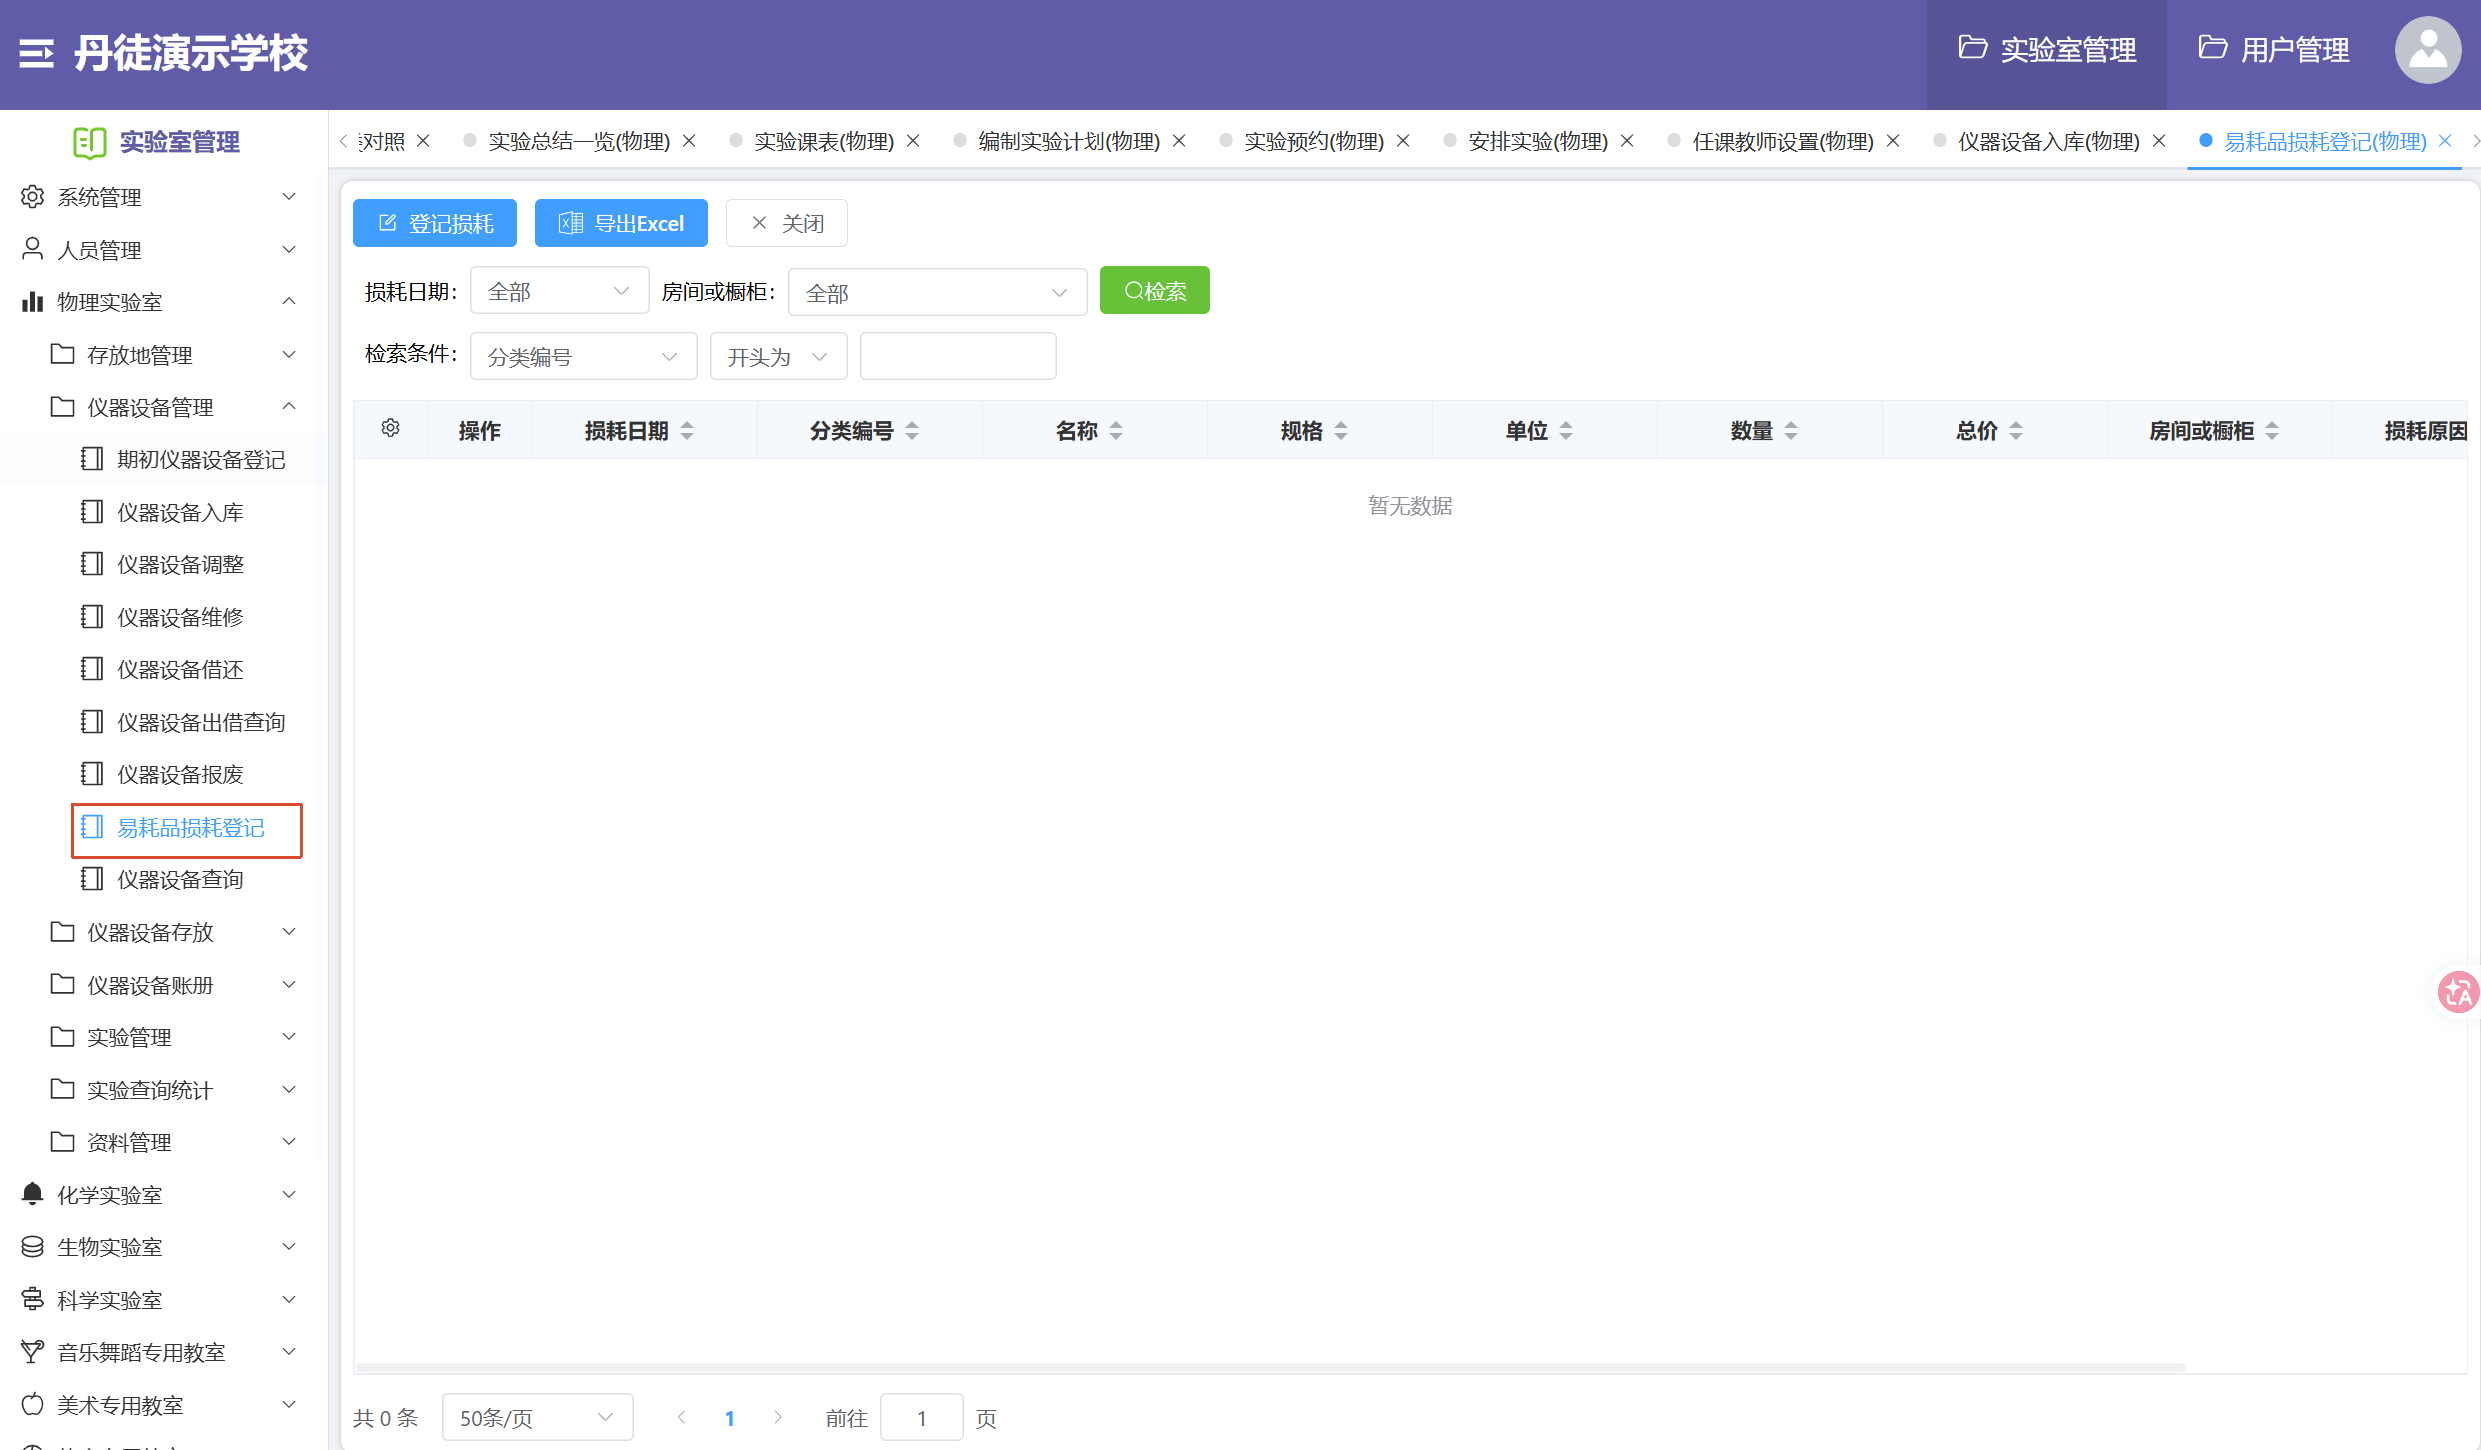 丹徒演示学校
实验室管理
用户管理
实验室管理
对照
实验总结一览(物理)
实验课表(物理)
编制实验计划(物理)
实验预约(物理)
安排实验(物理)
任课教师设置(物理)
仪器设备入库(物理)
易耗品损耗登记(物理)
系统管理
人员管理
物理实验室
存放地管理
仪器设备管理
期初仪器设备登记
仪器设备入库
仪器设备调整
仪器设备维修
仪器设备借还
仪器设备出借查询
仪器设备报废
易耗品损耗登记
仪器设备查询
仪器设备存放
仪器设备账册
实验管理
实验查询统计
资料管理
化学实验室
生物实验室
科学实验室
音乐舞蹈专用教室
美术专用教室
登记损耗
导出Excel
关闭
损耗日期:
全部
房间或橱柜:
全部
检索
检索条件:
分类编号
开头为
操作
损耗日期
分类编号
名称
规格
单位
数量
总价
房间或橱柜
损耗原因
暂无数据
共 0 条
50条/页
1
前往
1
页